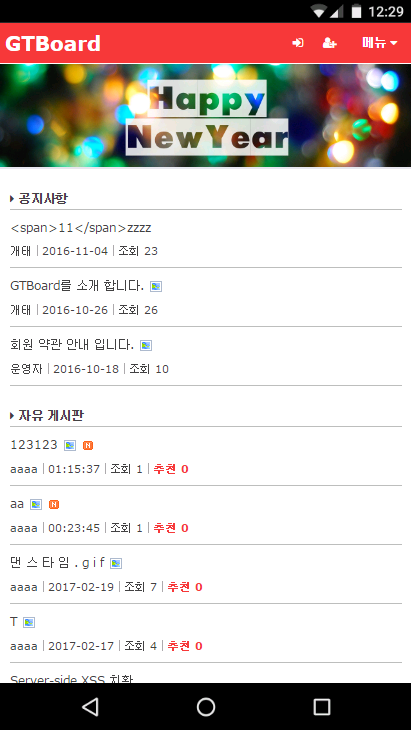 12:29
GTBoard
메뉴
Happy
NewYear
공지사항
<span>11</span>zzzz
개태 | 2016-11-04 | 조회 23
GTBoard를 소개 합니다.
개태 | 2016-10-26 | 조회 26
회원 약관 안내 입니다.
운영자 | 2016-10-18 | 조회 10
자유 게시판
123123 N
aaaa | 01:15:37 | 조회 1 | 추천 0
aa N
aaaa | 00:23:45 | 조회 1 | 추천 0
댄 스 타 임 . g i f
aaaa | 2017-02-19 | 조회 7 | 추천 0
T
aaaa | 2017-02-17 | 조회 4 | 추천 0
Server-side XSS 치환